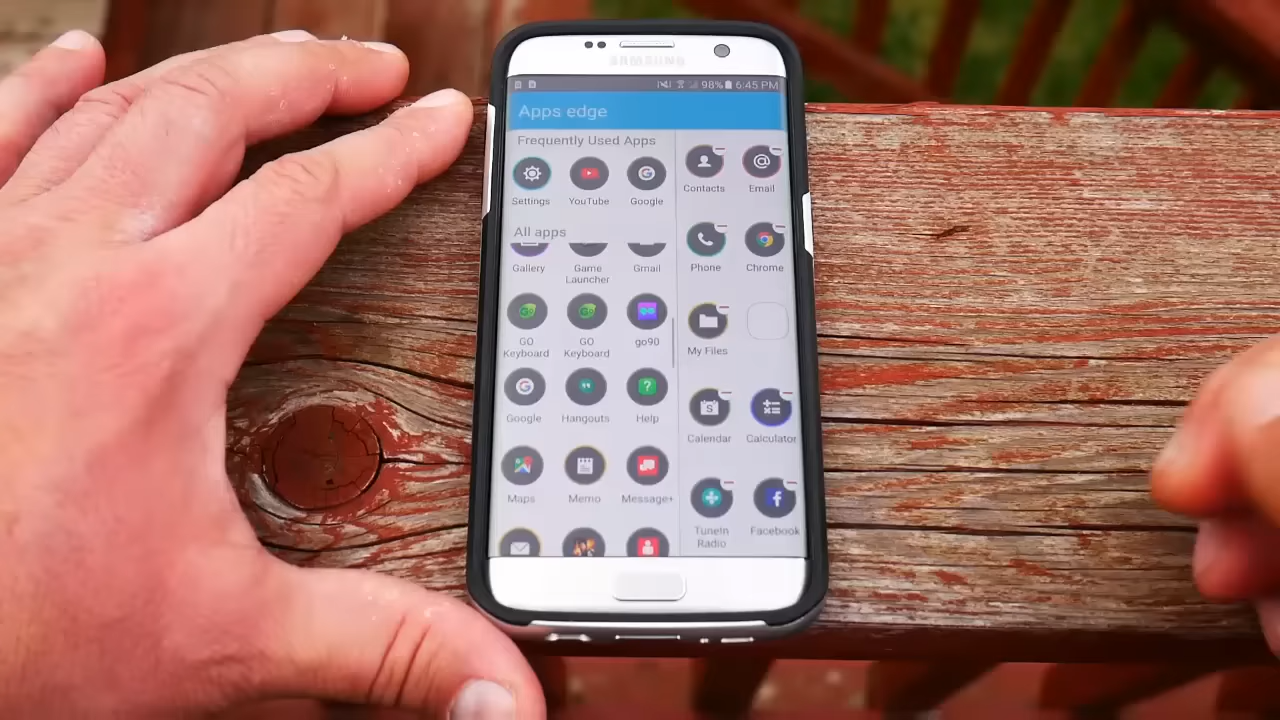 SAMSUNG
98% 6:45 PM
Apps edge
Frequently Used Apps
Settings YouTube Google
All apps
Gallery Game Launcher Gmail
GO Keyboard GO Keyboard go90
Google Hangouts Help
Maps Memo Message+
Contacts Email
Phone Chrome
My Files
Calendar Calculator
TuneIn Radio Facebook